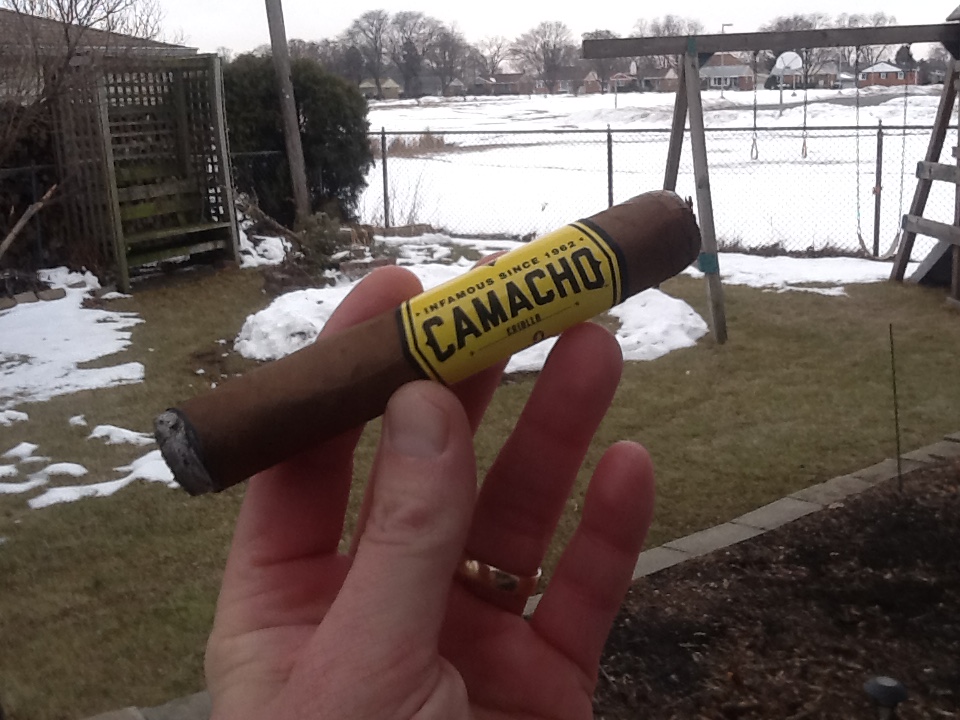 INFAMOUS SINCE 1962
CAMACHO
CRIOLLO